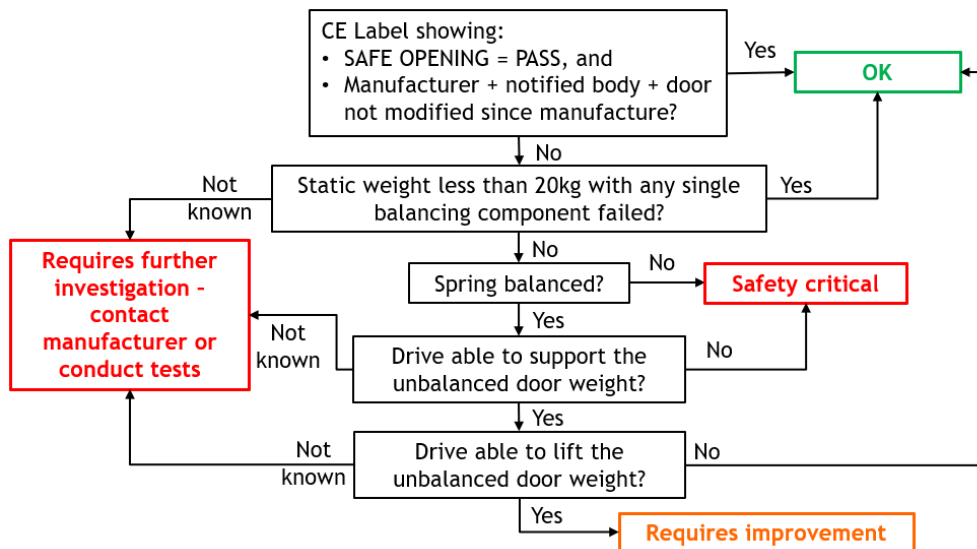 CE Label showing:
• SAFE OPENING = PASS, and
• Manufacturer + notified body + door
not modified since manufacture?
Yes
OK
No
Static weight less than 20kg with any single
balancing component failed?
Not
known
Yes
No
Requires further
investigation –
contact
manufacturer or
conduct tests
Spring balanced?
No
Safety critical
Yes
Not
known
Drive able to support the
unbalanced door weight?
No
Yes
Not
known
Drive able to lift the
unbalanced door weight?
No
Yes
Requires improvement